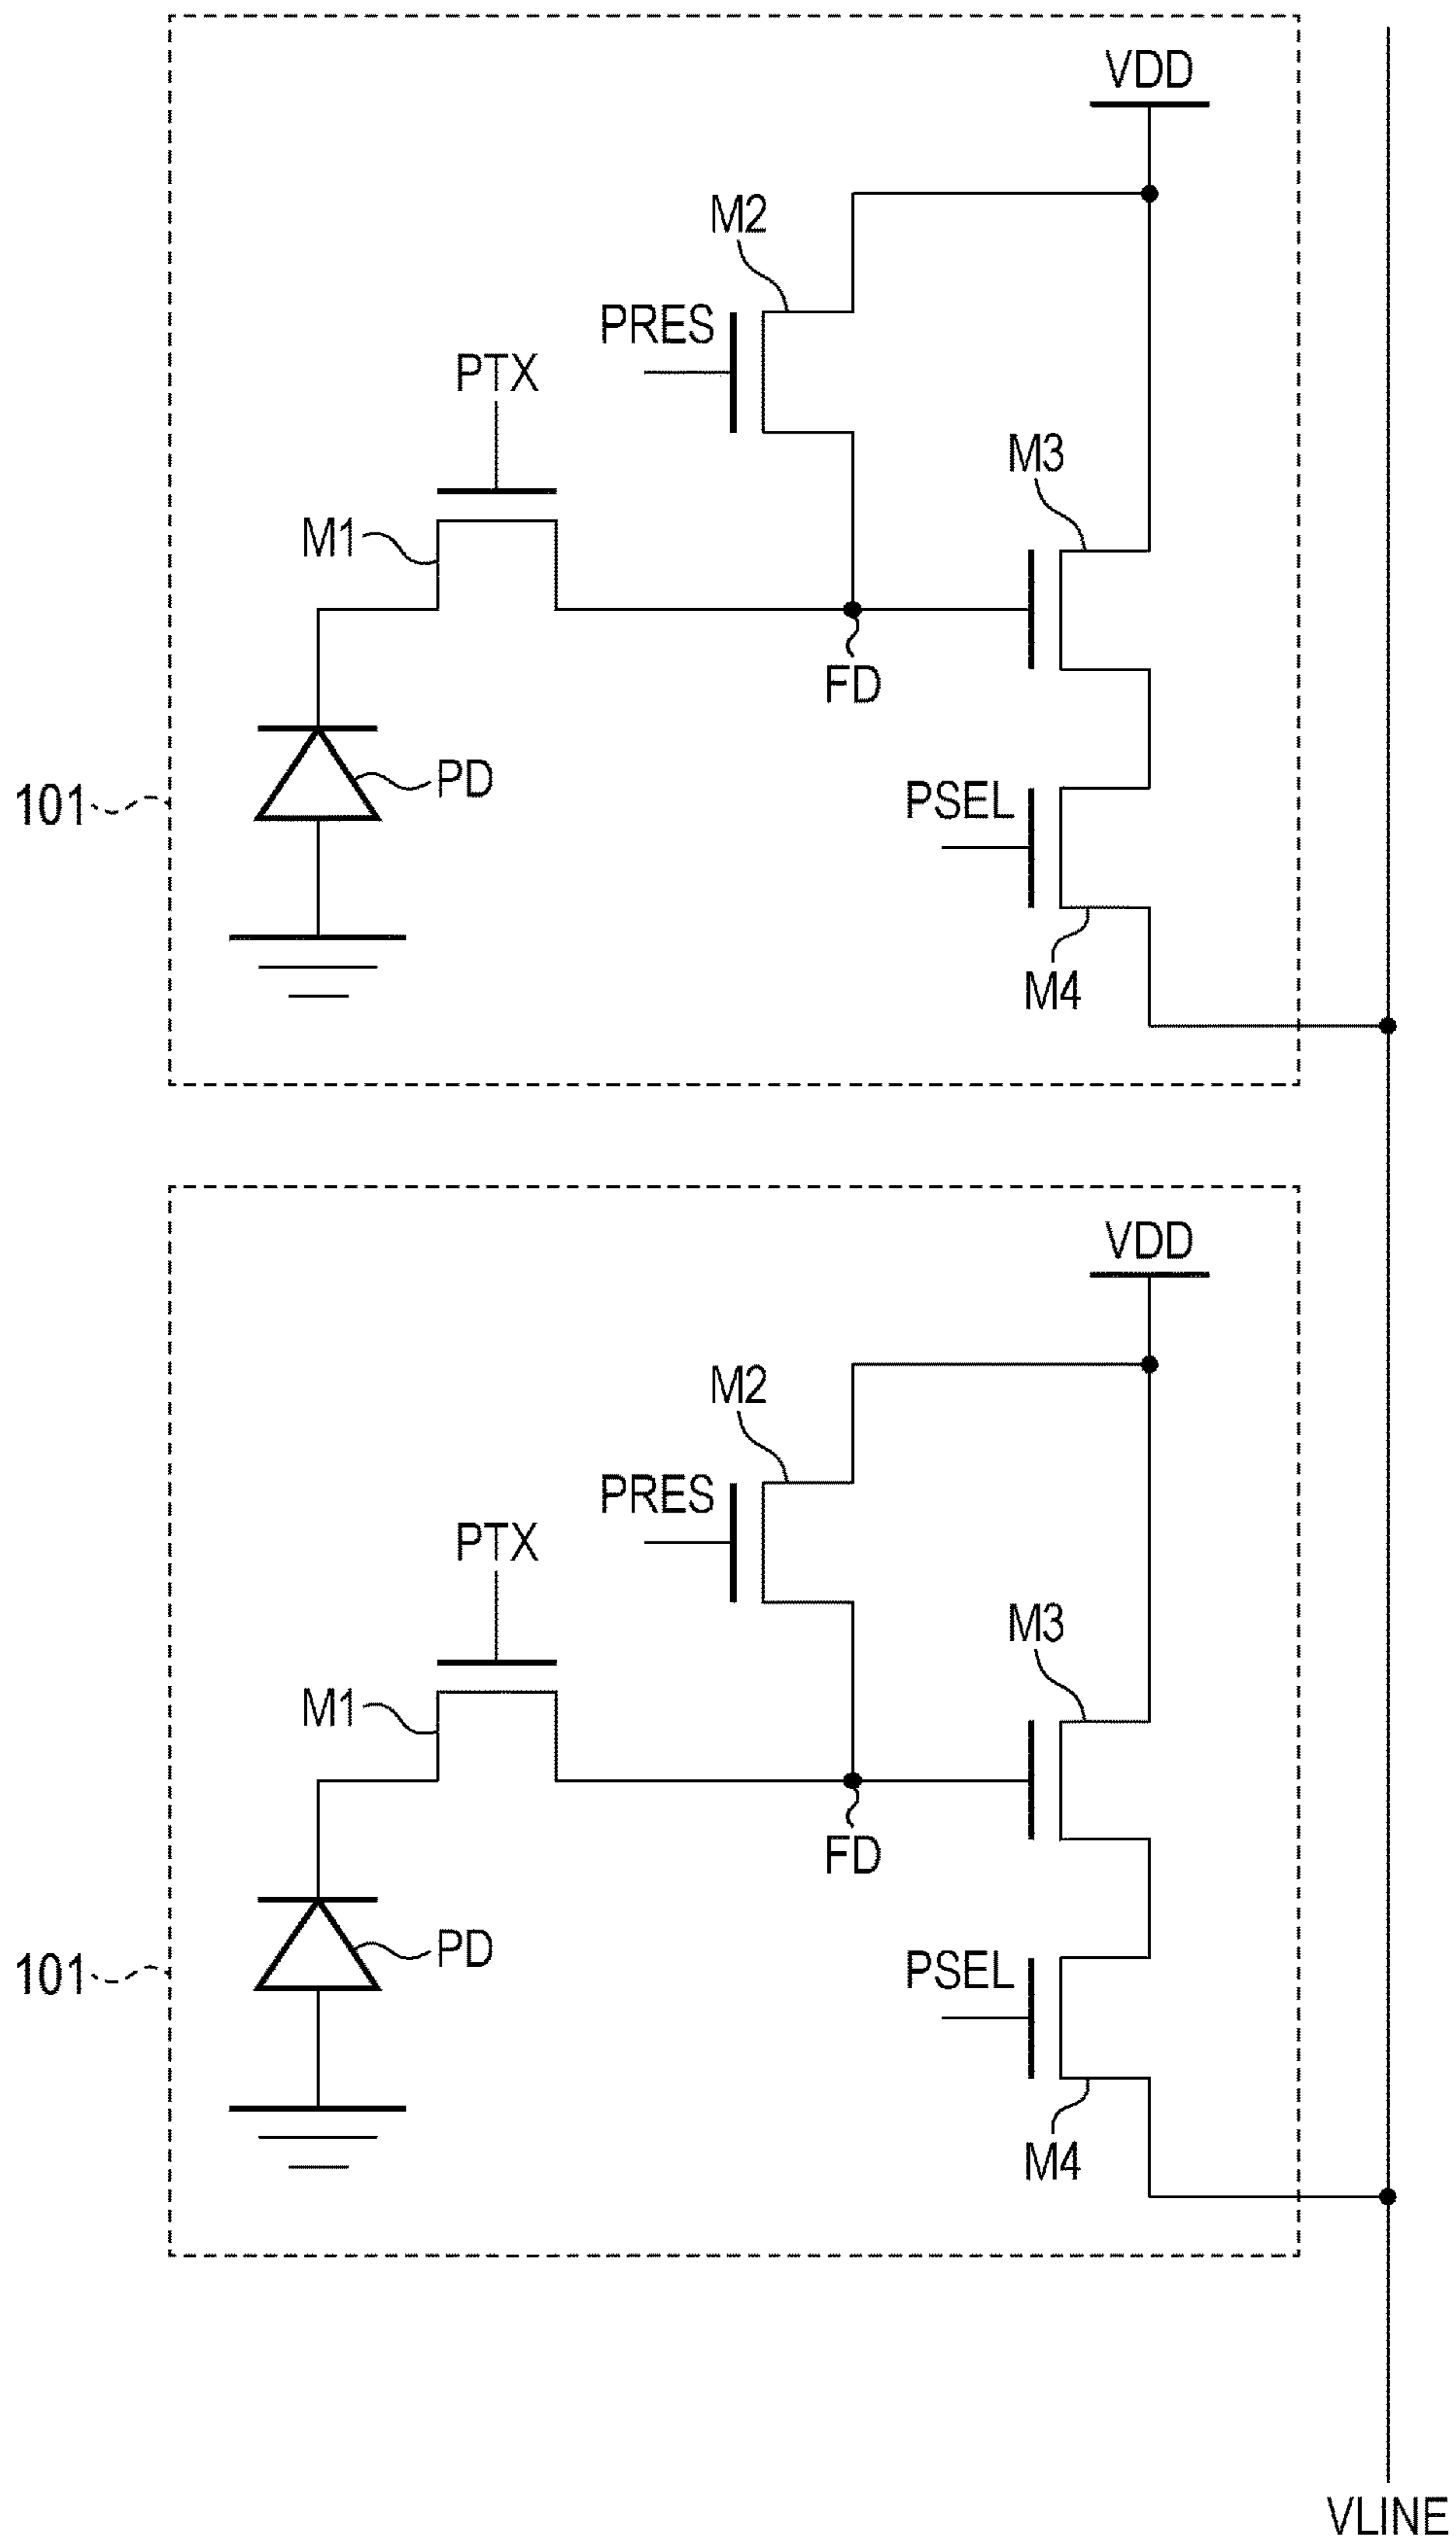 VDD
M2
PRES
PTX
M3
M1
FD
PD
PSEL
101
M4
VDD
M2
PRES
PTX
M3
M1
FD
PD
PSEL
101
M4
VLINE